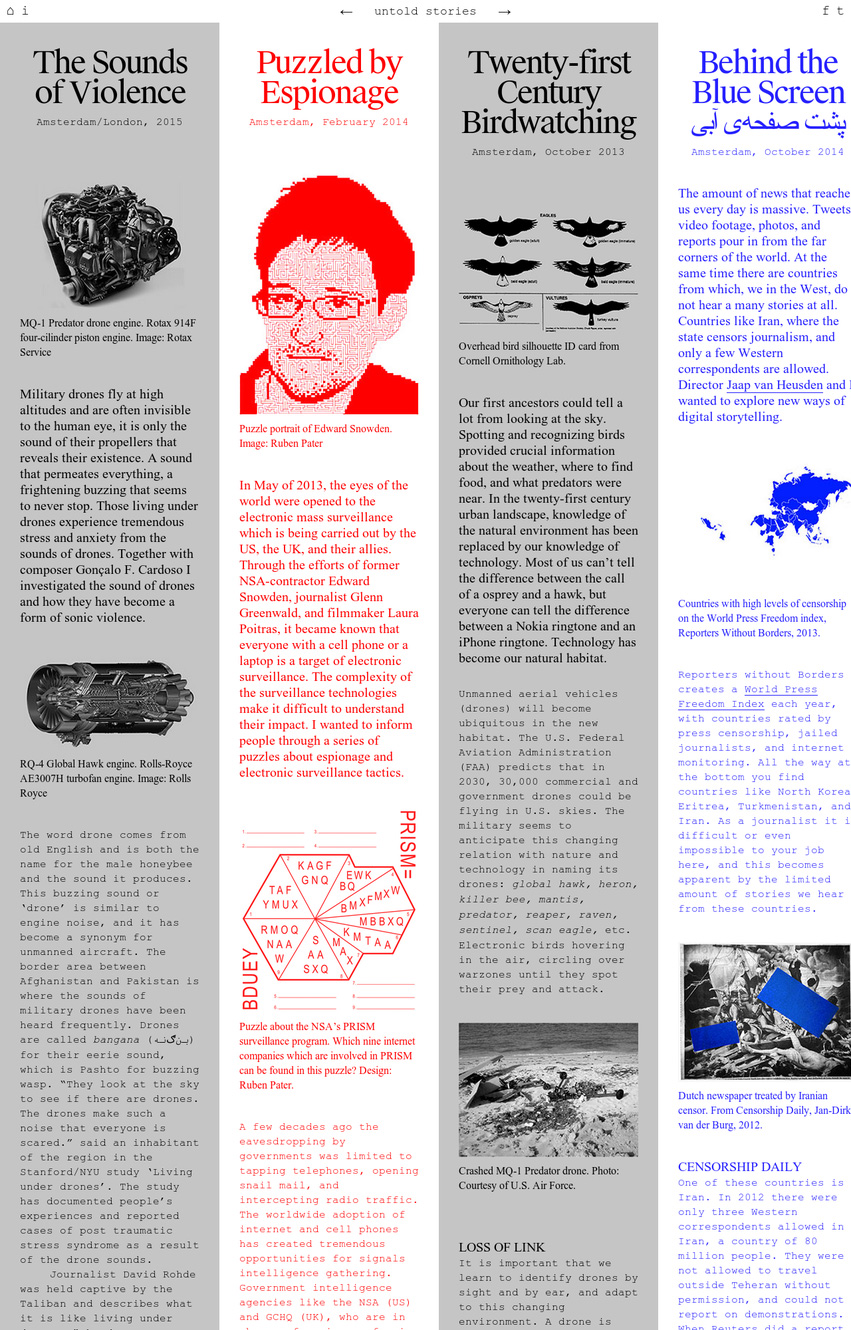 ⌂ i
← untold stories →
f t
The Sounds
of Violence
Amsterdam/London, 2015
MQ-1 Predator drone engine. Rotax 914F
four-cilinder piston engine. Image: Rotax
Service
Military drones fly at high
altitudes and are often invisible
to the human eye, it is only the
sound of their propellers that
reveals their existence. A sound
that permeates everything, a
frightening buzzing that seems
to never stop. Those living under
drones experience tremendous
stress and anxiety from the
sounds of drones. Together with
composer Gonçalo F. Cardoso I
investigated the sound of drones
and how they have become a
form of sonic violence.
RQ-4 Global Hawk engine. Rolls-Royce
AE3007H turbofan engine. Image: Rolls
Royce
The word drone comes from
old English and is both the
name for the male honeybee
and the sound it produces.
This buzzing sound or
‘drone’ is similar to
engine noise, and it has
become a synonym for
unmanned aircraft. The
border area between
Afghanistan and Pakistan is
where the sounds of
military drones have been
heard frequently. Drones
are called bangana (بنګنه)
for their eerie sound,
which is Pashto for buzzing
wasp. “They look at the sky
to see if there are drones.
The drones make such a
noise that everyone is
scared.” said an inhabitant
of the region in the
Stanford/NYU study ‘Living
under drones’. The study
has documented people’s
experiences and reported
cases of post traumatic
stress syndrome as a result
of the drone sounds.
Journalist David Rohde
was held captive by the
Taliban and describes what
it is like living under
Puzzled by
Espionage
Amsterdam, February 2014
Puzzle portrait of Edward Snowden.
Image: Ruben Pater
In May of 2013, the eyes of the
world were opened to the
electronic mass surveillance
which is being carried out by the
US, the UK, and their allies.
Through the efforts of former
NSA-contractor Edward
Snowden, journalist Glenn
Greenwald, and filmmaker Laura
Poitras, it became known that
everyone with a cell phone or a
laptop is a target of electronic
surveillance. The complexity of
the surveillance technologies
make it difficult to understand
their impact. I wanted to inform
people through a series of
puzzles about espionage and
electronic surveillance tactics.
PRISM=
KAGF
GNQ
EWK
BQ
TAF
YMUX
BMXFMXW
MBBXQ
RMOQ
NAA
W
S
AA
SXQ
M
A
X
KMTAA
BDUEY
Puzzle about the NSA’s PRISM
surveillance program. Which nine internet
companies which are involved in PRISM
can be found in this puzzle? Design:
Ruben Pater.
A few decades ago the
eavesdropping by
governments was limited to
tapping telephones, opening
snail mail, and
intercepting radio traffic.
The worldwide adoption of
internet and cell phones
has created tremendous
opportunities for signals
intelligence gathering.
Government intelligence
agencies like the NSA (US)
and GCHQ (UK), who are in
Twenty-first
Century
Birdwatching
Amsterdam, October 2013
EAGLES
golden eagle (adult)
golden eagle (immature)
bald eagle (adult)
bald eagle (immature)
OSPREYS
VULTURES
Overhead bird silhouette ID card from
Cornell Ornithology Lab.
Our first ancestors could tell a
lot from looking at the sky.
Spotting and recognizing birds
provided crucial information
about the weather, where to find
food, and what predators were
near. In the twenty-first century
urban landscape, knowledge of
the natural environment has been
replaced by our knowledge of
technology. Most of us can’t tell
the difference between the call
of a osprey and a hawk, but
everyone can tell the difference
between a Nokia ringtone and an
iPhone ringtone. Technology has
become our natural habitat.
Unmanned aerial vehicles
(drones) will become
ubiquitous in the new
habitat. The U.S. Federal
Aviation Administration
(FAA) predicts that in
2030, 30,000 commercial and
government drones could be
flying in U.S. skies. The
military seems to
anticipate this changing
relation with nature and
technology in naming its
drones: global hawk, heron,
killer bee, mantis,
predator, reaper, raven,
sentinel, scan eagle, etc.
Electronic birds hovering
in the air, circling over
warzones until they spot
their prey and attack.
Crashed MQ-1 Predator drone. Photo:
Courtesy of U.S. Air Force.
LOSS OF LINK
It is important that we
learn to identify drones by
sight and by ear, and adapt
to this changing
environment. A drone is
Behind the
Blue Screen
پشت صفحه‌ی آبی
Amsterdam, October 2014
The amount of news that reache
us every day is massive. Tweets
video footage, photos, and
reports pour in from the far
corners of the world. At the
same time there are countries
from which, we in the West, do
not hear a many stories at all.
Countries like Iran, where the
state censors journalism, and
only a few Western
correspondents are allowed.
Director Jaap van Heusden and I
wanted to explore new ways of
digital storytelling.
Countries with high levels of censorship
on the World Press Freedom index,
Reporters Without Borders, 2013.
Reporters without Borders
creates a World Press
Freedom Index each year,
with countries rated by
press censorship, jailed
journalists, and internet
monitoring. All the way at
the bottom you find
countries like North Korea
Eritrea, Turkmenistan, and
Iran. As a journalist it i
difficult or even
impossible to your job
here, and this becomes
apparent by the limited
amount of stories we hear
from these countries.
Dutch newspaper treated by Iranian
censor. From Censorship Daily, Jan-Dirk
van der Burg, 2012.
CENSORSHIP DAILY
One of these countries is
Iran. In 2012 there were
only three Western
correspondents allowed in
Iran, a country of 80
million people. They were
not allowed to travel
outside Teheran without
permission, and could not
report on demonstrations.
When Reuters did a report